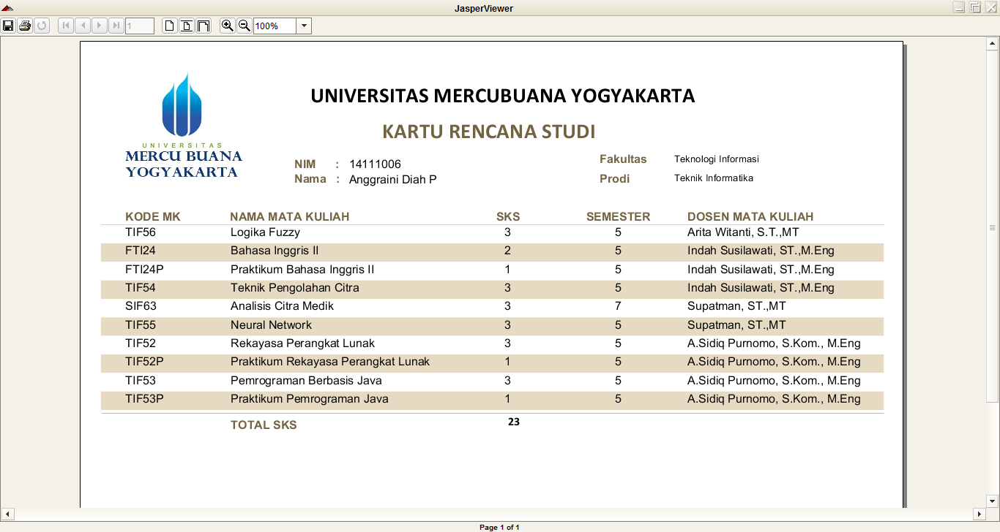 JasperViewer
1
100%
UNIVERSITAS MERCUBUANA YOGYAKARTA
KARTU RENCANA STUDI
UNIVERSITAS
MERCU BUANA
YOGYAKARTA
NIM : 14111006
Nama : Anggraini Diah P
Fakultas Teknologi Informasi
Prodi Teknik Informatika
KODE MK NAMA MATA KULIAH SKS SEMESTER DOSEN MATA KULIAH
TIF56 Logika Fuzzy 3 5 Arita Witanti, S.T.,MT
FTI24 Bahasa Inggris II 2 5 Indah Susilawati, ST.,M.Eng
FTI24P Praktikum Bahasa Inggris II 1 5 Indah Susilawati, ST.,M.Eng
TIF54 Teknik Pengolahan Citra 3 5 Indah Susilawati, ST.,M.Eng
SIF63 Analisis Citra Medik 3 7 Supatman, ST.,MT
TIF55 Neural Network 3 5 Supatman, ST.,MT
TIF52 Rekayasa Perangkat Lunak 3 5 A.Sidiq Purnomo, S.Kom., M.Eng
TIF52P Praktikum Rekayasa Perangkat Lunak 1 5 A.Sidiq Purnomo, S.Kom., M.Eng
TIF53 Pemrograman Berbasis Java 3 5 A.Sidiq Purnomo, S.Kom., M.Eng
TIF53P Praktikum Pemrograman Java 1 5 A.Sidiq Purnomo, S.Kom., M.Eng
TOTAL SKS 23
Page 1 of 1